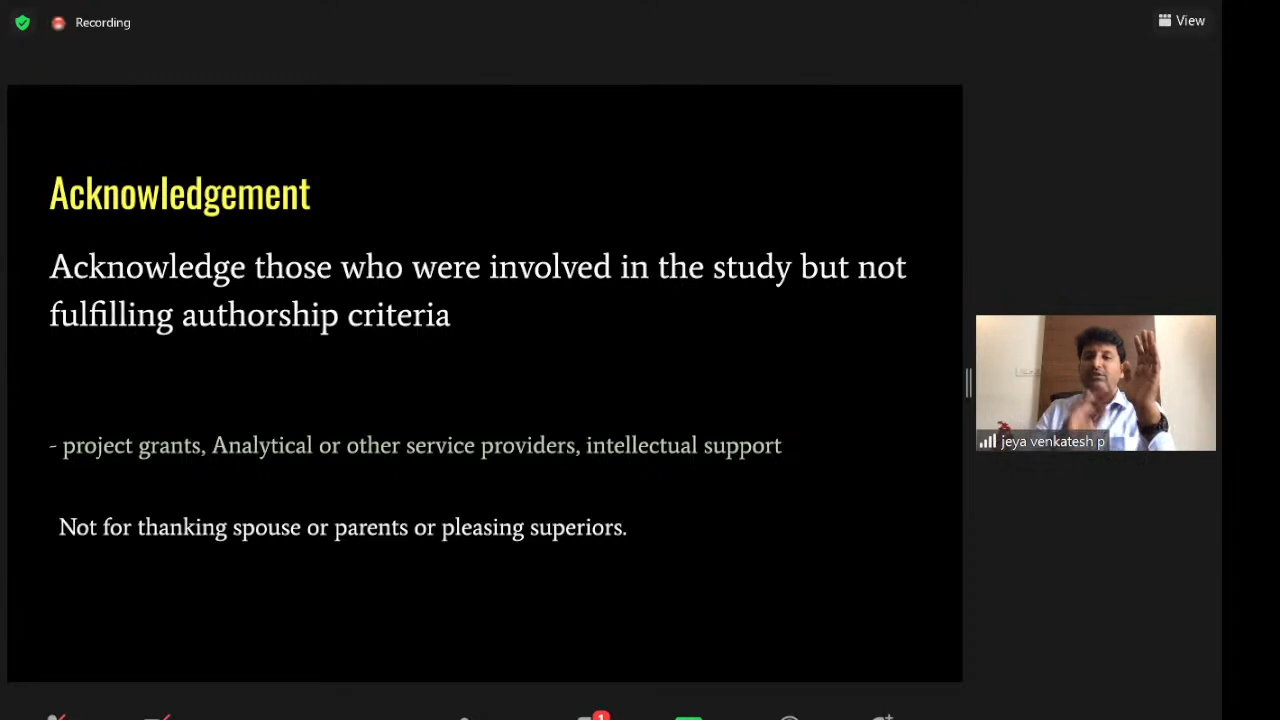 Recording
View
Acknowledgement
Acknowledge those who were involved in the study but not
fulfilling authorship criteria
- project grants, Analytical or other service providers, intellectual support
Not for thanking spouse or parents or pleasing superiors.
jeya venkatesh p
1